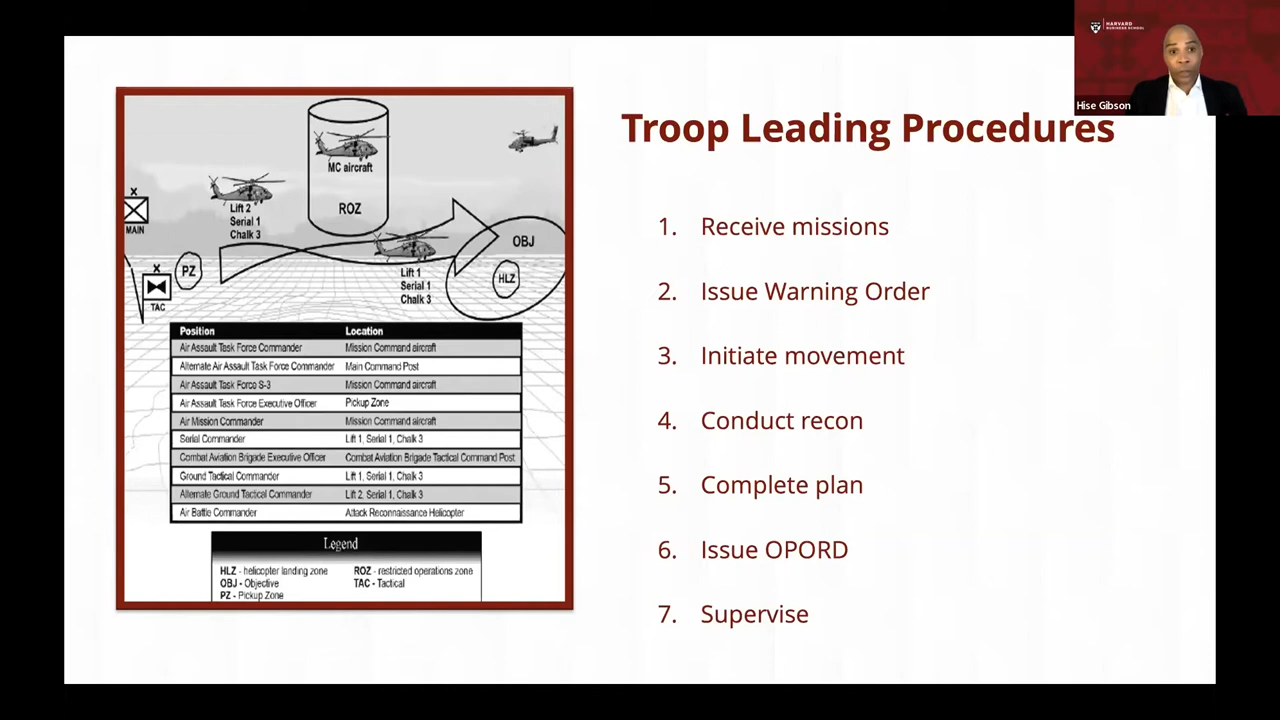 HARVARD
BUSINESS SCHOOL
Hise Gibson
Troop Leading Procedures
MC aircraft
ROZ
Lift 2
Serial 1
Chalk 3
X
MAIN
PZ
X
TAC
OBJ
HLZ
Lift 1
Serial 1
Chalk 3
Position Location
Air Assault Task Force Commander Mission Command aircraft
Alternate Air Assault Task Force Commander Main Command Post
Air Assault Task Force S-3 Mission Command aircraft
Air Assault Task Force Executive Officer Pickup Zone
Air Mission Commander Mission Command aircraft
Serial Commander Lift 1, Serial 1, Chalk 3
Combat Aviation Brigade Executive Officer Combat Aviation Brigade Tactical Command Post
Ground Tactical Commander Lift 1, Serial 1, Chalk 3
Alternate Ground Tactical Commander Lift 2, Serial 1, Chalk 3
Air Battle Commander Attack Reconnaissance Helicopter
Legend
HLZ - helicopter landing zone ROZ - restricted operations zone
OBJ - Objective TAC - Tactical
PZ - Pickup Zone
1. Receive missions
2. Issue Warning Order
3. Initiate movement
4. Conduct recon
5. Complete plan
6. Issue OPORD
7. Supervise